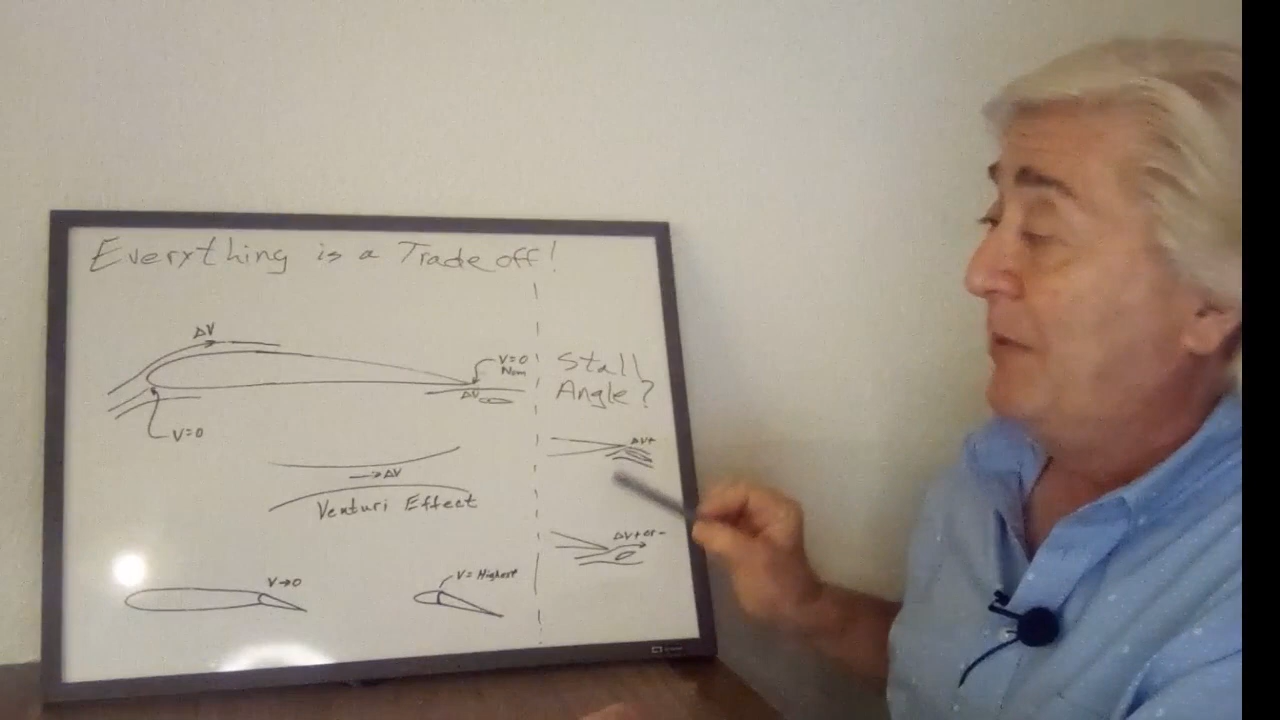 Everything is a Trade off!
ΔV
V=0
Nom
ΔV
V=0
→ΔV
Venturi Effect
V→0
V=Highest
Stall
Angle?
ΔV+
ΔV+or-